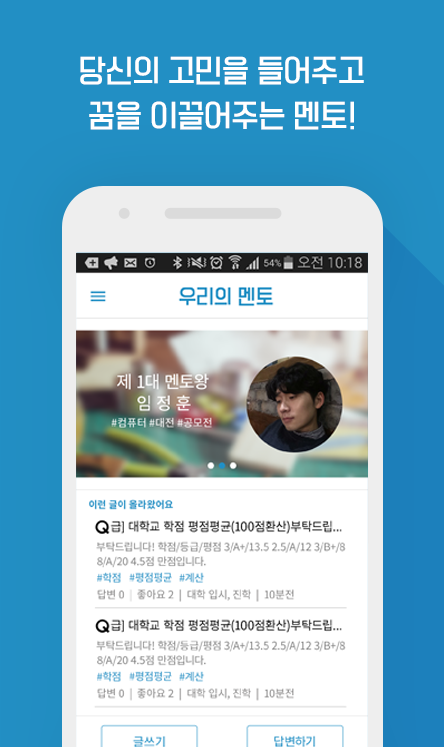 당신의 고민을 들어주고
꿈을 이끌어주는 멘토!
54% 오전 10:18
우리의 멘토
제 1대 멘토왕
임 정 훈
#컴퓨터 #대전 #공모전
이런 글이 올라왔어요
Q급] 대학교 학점 평점평균(100점환산)부탁드립...
부탁드립니다! 학점/등급/평점 3/A+/13.5 2.5/A/12 3/B+/8
8/A/20 4.5점 만점입니다.
#학점 #평점평균 #계산
답변 0 | 좋아요 2 | 대학 입시, 진학 | 10분전
Q급] 대학교 학점 평점평균(100점환산)부탁드립...
부탁드립니다! 학점/등급/평점 3/A+/13.5 2.5/A/12 3/B+/8
8/A/20 4.5점 만점입니다.
#학점 #평점평균 #계산
답변 0 | 좋아요 2 | 대학 입시, 진학 | 10분전
글쓰기 답변하기